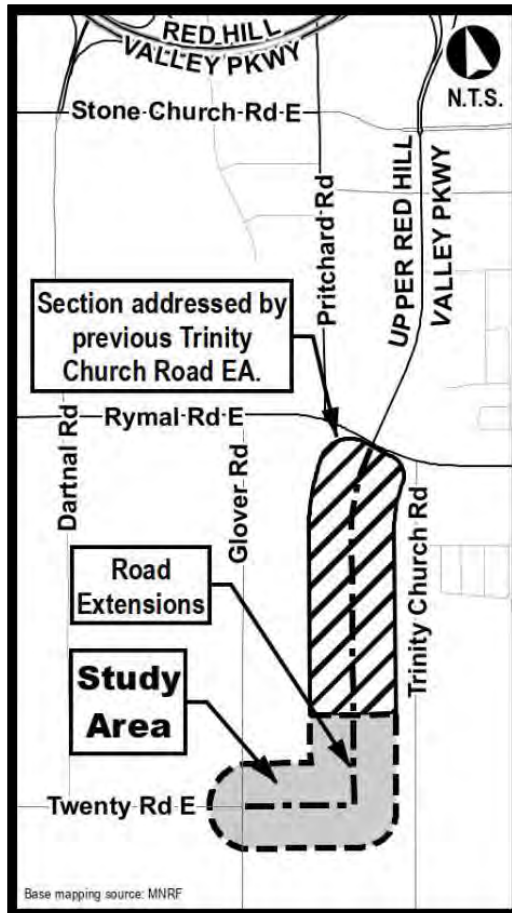 RED HILL
VALLEY PKWY
N.T.S.
Stone Church Rd E
Pritchard Rd
UPPER RED HILL
VALLEY PKWY
Section addressed by
previous Trinity
Church Road EA.
Rymal Rd E
Dartnal Rd
Glover Rd
Trinity Church Rd
Road
Extensions
Study
Area
Twenty Rd E
Base mapping source: MNRF